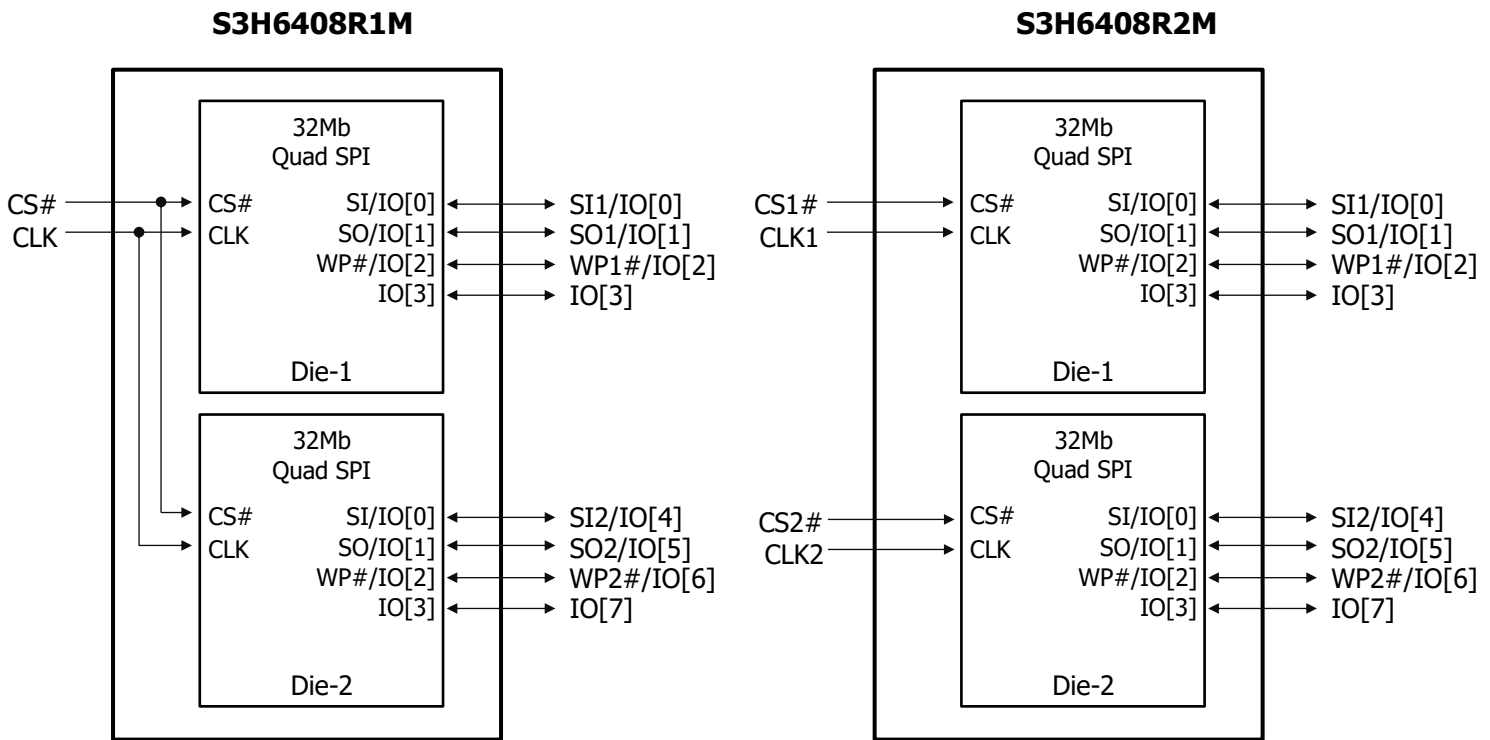 S3H6408R1M
32Mb
Quad SPI
CS#
CLK
CS#
CLK
SI/IO[0]
SO/IO[1]
WP#/IO[2]
IO[3]
SI1/IO[0]
SO1/IO[1]
WP1#/IO[2]
IO[3]
Die-1
32Mb
Quad SPI
CS#
CLK
SI/IO[0]
SO/IO[1]
WP#/IO[2]
IO[3]
SI2/IO[4]
SO2/IO[5]
WP2#/IO[6]
IO[7]
Die-2
S3H6408R2M
32Mb
Quad SPI
CS1#
CLK1
CS#
CLK
SI/IO[0]
SO/IO[1]
WP#/IO[2]
IO[3]
SI1/IO[0]
SO1/IO[1]
WP1#/IO[2]
IO[3]
Die-1
32Mb
Quad SPI
CS2#
CLK2
CS#
CLK
SI/IO[0]
SO/IO[1]
WP#/IO[2]
IO[3]
SI2/IO[4]
SO2/IO[5]
WP2#/IO[6]
IO[7]
Die-2